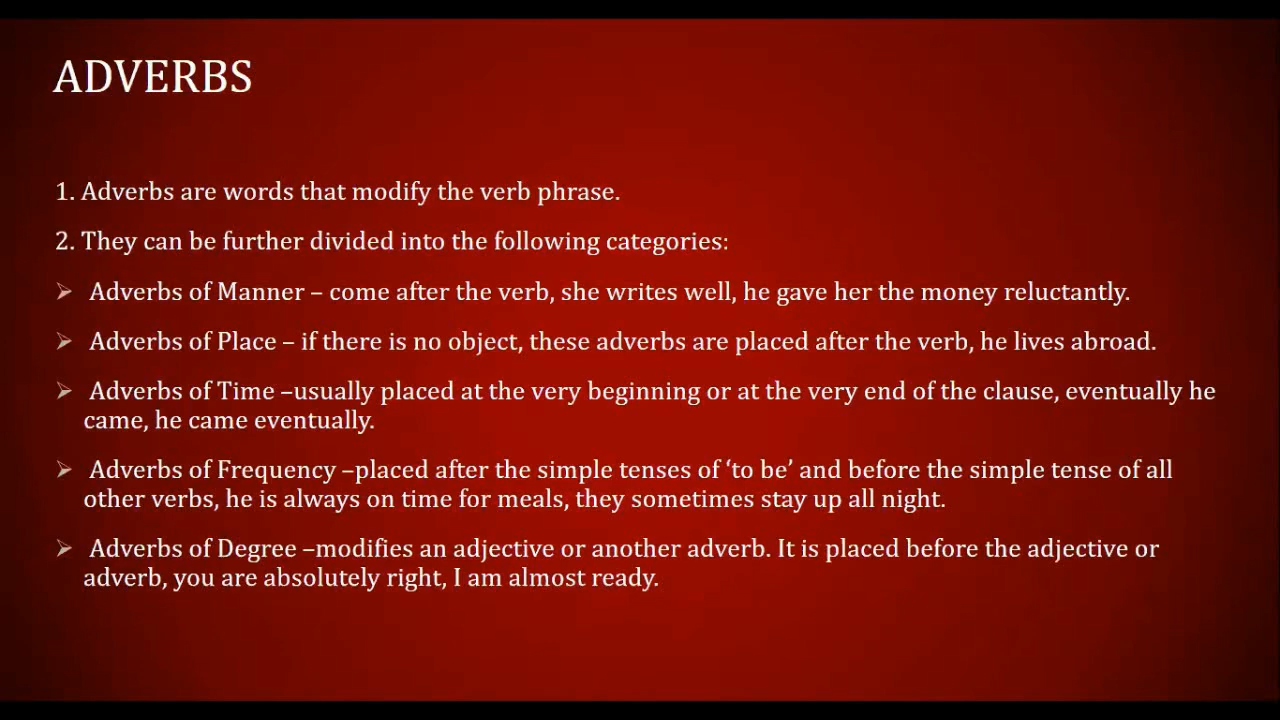 ADVERBS
1. Adverbs are words that modify the verb phrase.
2. They can be further divided into the following categories:
➢ Adverbs of Manner – come after the verb, she writes well, he gave her the money reluctantly.
➢ Adverbs of Place – if there is no object, these adverbs are placed after the verb, he lives abroad.
➢ Adverbs of Time –usually placed at the very beginning or at the very end of the clause, eventually he
came, he came eventually.
➢ Adverbs of Frequency –placed after the simple tenses of ‘to be’ and before the simple tense of all
other verbs, he is always on time for meals, they sometimes stay up all night.
➢ Adverbs of Degree –modifies an adjective or another adverb. It is placed before the adjective or
adverb, you are absolutely right, I am almost ready.